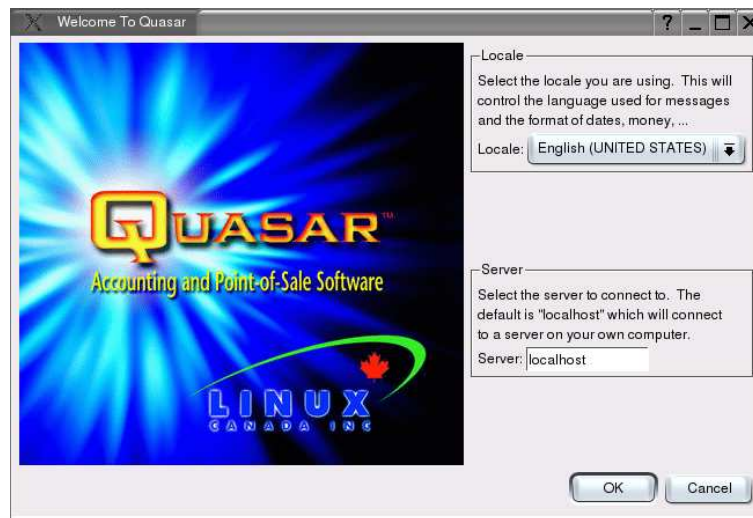 Welcome To Quasar
QUASAR™
Accounting and Point-of-Sale Software
LINUX
CANADA INC
Locale
Select the locale you are using. This will
control the language used for messages
and the format of dates, money, ...
Locale: English (UNITED STATES)
Server
Select the server to connect to. The
default is "localhost" which will connect
to a server on your own computer.
Server: localhost
OK
Cancel